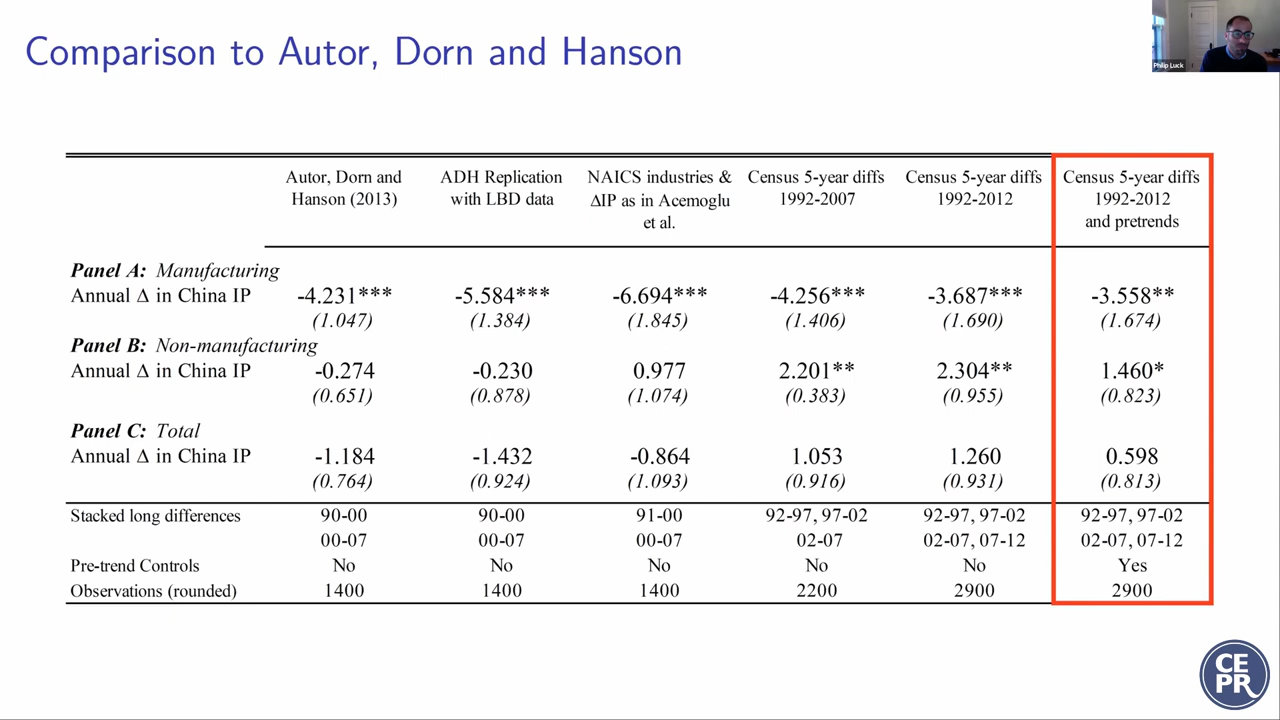 Comparison to Autor, Dorn and Hanson
Philip Luck
Autor, Dorn and Hanson (2013)
ADH Replication with LBD data
NAICS industries & ΔIP as in Acemoglu et al.
Census 5-year diffs 1992-2007
Census 5-year diffs 1992-2012
Census 5-year diffs 1992-2012 and pretrends
Panel A: Manufacturing
Annual Δ in China IP -4.231*** -5.584*** -6.694*** -4.256*** -3.687*** -3.558**
(1.047) (1.384) (1.845) (1.406) (1.690) (1.674)
Panel B: Non-manufacturing
Annual Δ in China IP -0.274 -0.230 0.977 2.201** 2.304** 1.460*
(0.651) (0.878) (1.074) (0.383) (0.955) (0.823)
Panel C: Total
Annual Δ in China IP -1.184 -1.432 -0.864 1.053 1.260 0.598
(0.764) (0.924) (1.093) (0.916) (0.931) (0.813)
Stacked long differences 90-00 90-00 91-00 92-97, 97-02 92-97, 97-02 92-97, 97-02
00-07 00-07 00-07 02-07 02-07, 07-12 02-07, 07-12
Pre-trend Controls No No No No No Yes
Observations (rounded) 1400 1400 1400 2200 2900 2900
CE
PR